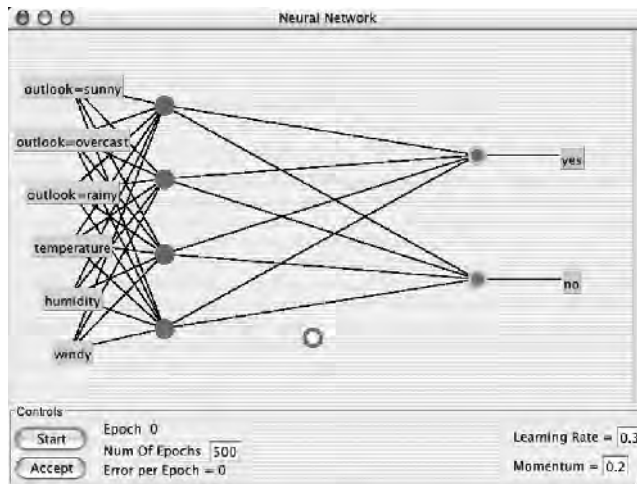 Neural Network
outlook=sunny
outlook=overcast
outlook=rainy
temperature
humidity
windy
yes
no
Controls
Start
Accept
Epoch 0
Num Of Epochs 500
Error per Epoch = 0
Learning Rate = 0.3
Momentum = 0.2